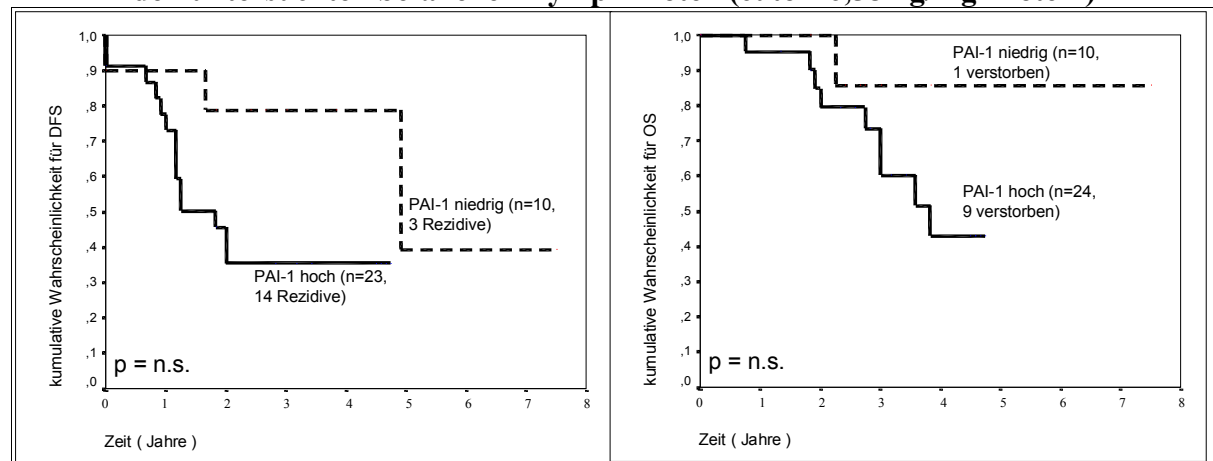 kumulative Wahrscheinlichkeit für DFS
1,0
,9
,8
,7
,6
,5
,4
,3
,2
,1
,0
PAI-1 niedrig (n=10,
3 Rezidive)
PAI-1 hoch (n=23,
14 Rezidive)
p = n.s.
0 1 2 3 4 5 6 7 8
Zeit ( Jahre )
kumulative Wahrscheinlichkeit für OS
1,0
,9
,8
,7
,6
,5
,4
,3
,2
,1
,0
PAI-1 niedrig (n=10,
1 verstorben)
PAI-1 hoch (n=24,
9 verstorben)
p = n.s.
0 1 2 3 4 5 6 7 8
Zeit ( Jahre )